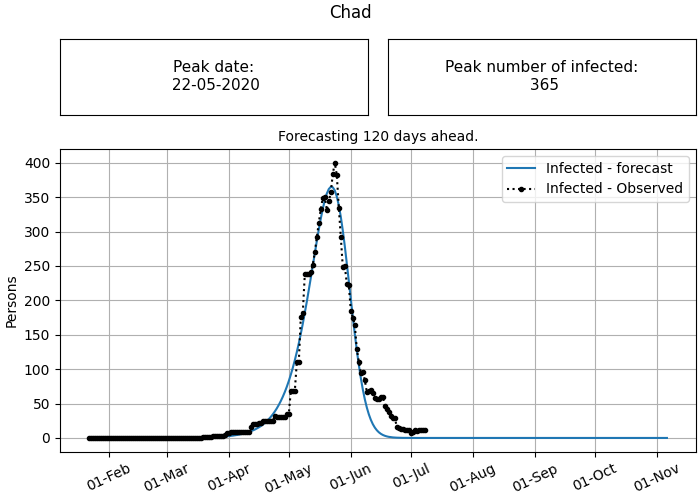 Chad
Peak date:
22-05-2020
Peak number of infected:
365
Forecasting 120 days ahead.
Infected - forecast
Infected - Observed
Persons
400
350
300
250
200
150
100
50
0
01-Feb
01-Mar
01-Apr
01-May
01-Jun
01-Jul
01-Aug
01-Sep
01-Oct
01-Nov